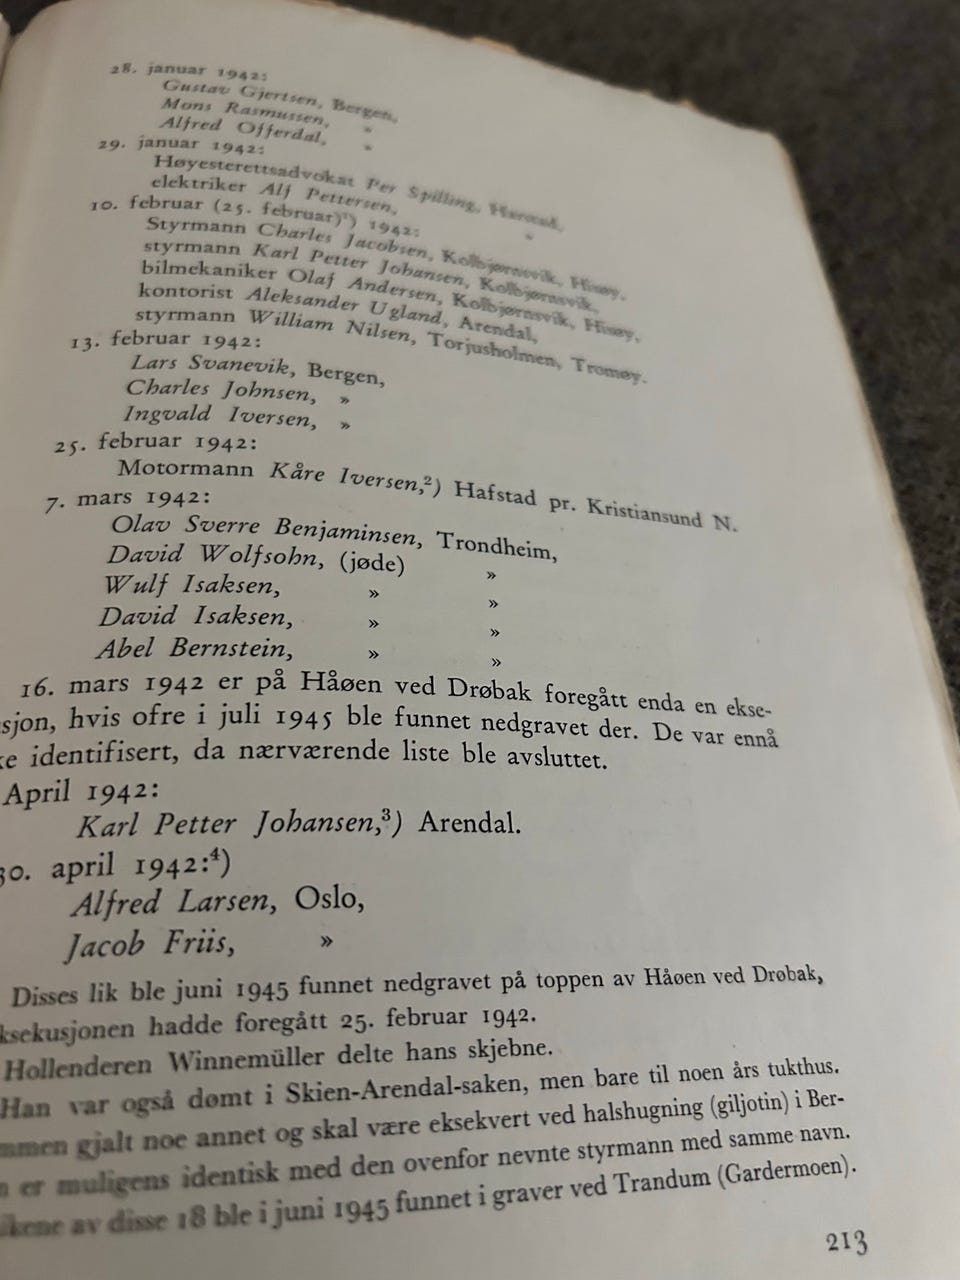 28. januar 1942:
Gustav Gjertsen, Bergen,
Mons Rasmussen, »
Alfred Offerdal, »
29. januar 1942:
Høyesterettsadvokat Per Spilling,
elektriker Alf Pettersen, »
10. februar (25. februar)¹) 1942:
Styrmann Charles Jacobsen, Kolbjørnsvik, Hisøy,
styrmann Karl Petter Johansen, Kolbjørnsvik,
bilmekaniker Olaf Andersen, Kolbjørnsvik, Hisøy,
kontorist Aleksander Ugland, Arendal,
styrmann William Nilsen, Torjusholmen, Tromøy.
13. februar 1942:
Lars Svanevik, Bergen,
Charles Johnsen, »
Ingvald Iversen, »
25. februar 1942:
Motormann Kåre Iversen,²) Hafstad pr. Kristiansund N.
7. mars 1942:
Olav Sverre Benjaminsen, Trondheim,
David Wolfsohn, (jøde) »
Wulf Isaksen, » »
David Isaksen, » »
Abel Bernstein, » »
16. mars 1942 er på Håøen ved Drøbak foregått enda en ekse-
sjon, hvis ofre i juli 1945 ble funnet nedgravet der. De var ennå
e identifisert, da nærværende liste ble avsluttet.
April 1942:
Karl Petter Johansen,³) Arendal.
30. april 1942:⁴)
Alfred Larsen, Oslo,
Jacob Friis, »
Disses lik ble juni 1945 funnet nedgravet på toppen av Håøen ved Drøbak,
ksekusjonen hadde foregått 25. februar 1942.
Hollenderen Winnemüller delte hans skjebne.
Han var også dømt i Skien-Arendal-saken, men bare til noen års tukthus.
mmen gjalt noe annet og skal være eksekvert ved halshugning (giljotin) i Ber-
n er muligens identisk med den ovenfor nevnte styrmann med samme navn.
ikene av disse 18 ble i juni 1945 funnet i graver ved Trandum (Gardermoen).
213